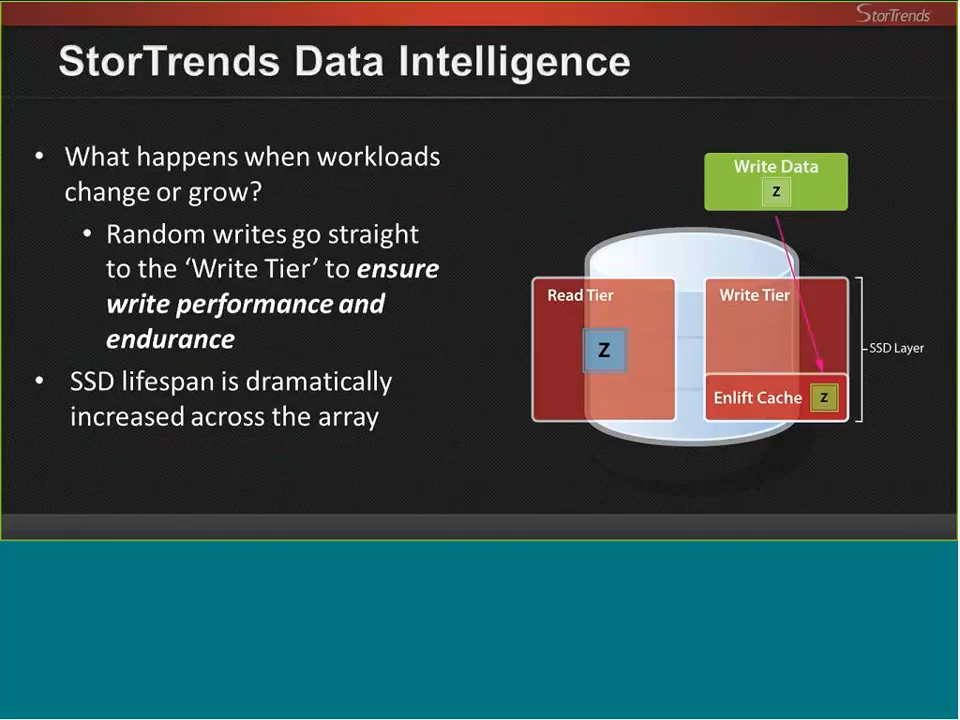 StorTrends
StorTrends Data Intelligence
• What happens when workloads
change or grow?
• Random writes go straight
to the ‘Write Tier’ to ensure
write performance and
endurance
• SSD lifespan is dramatically
increased across the array
Write Data
Z
Read Tier
Write Tier
Z
SSD Layer
Enlift Cache
Z